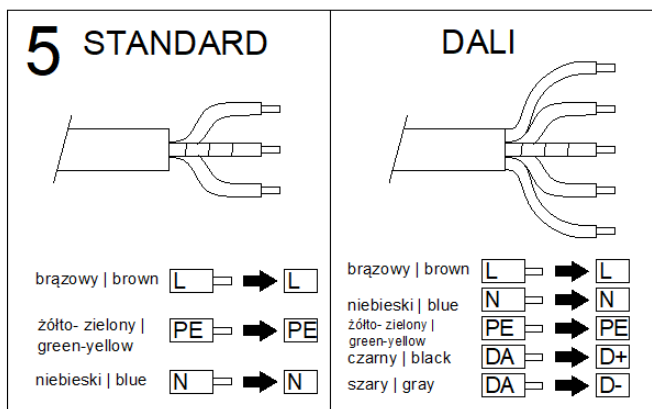 5 STANDARD
brązowy | brown L L
żółto- zielony |
green-yellow PE PE
niebieski | blue N N
DALI
brązowy | brown L L
niebieski | blue N N
żółto- zielony |
green-yellow PE PE
czarny | black DA D+
szary | gray DA D-